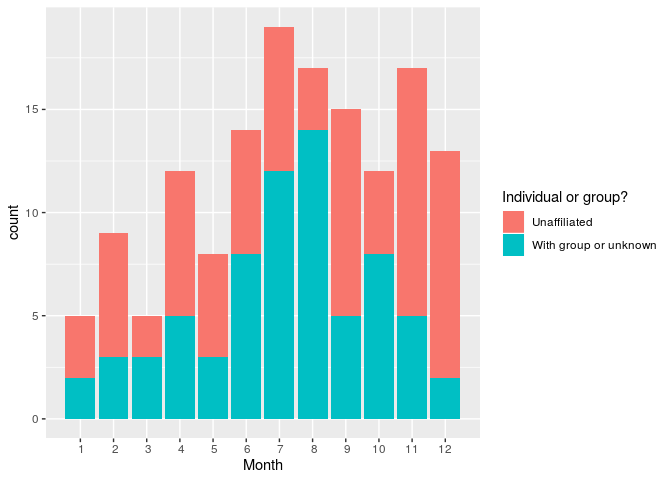 count
15
10
5
0
1 2 3 4 5 6 7 8 9 10 11 12
Month
Individual or group?
Unaffiliated
With group or unknown